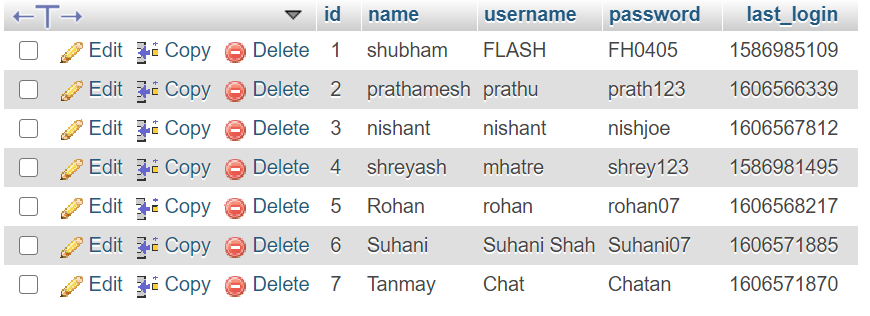 id name username password last_login
Edit Copy Delete 1 shubham FLASH FH0405 1586985109
Edit Copy Delete 2 prathamesh prathu prath123 1606566339
Edit Copy Delete 3 nishant nishant nishjoe 1606567812
Edit Copy Delete 4 shreyash mhatre shrey123 1586981495
Edit Copy Delete 5 Rohan rohan rohan07 1606568217
Edit Copy Delete 6 Suhani Suhani Shah Suhani07 1606571885
Edit Copy Delete 7 Tanmay Chat Chatan 1606571870